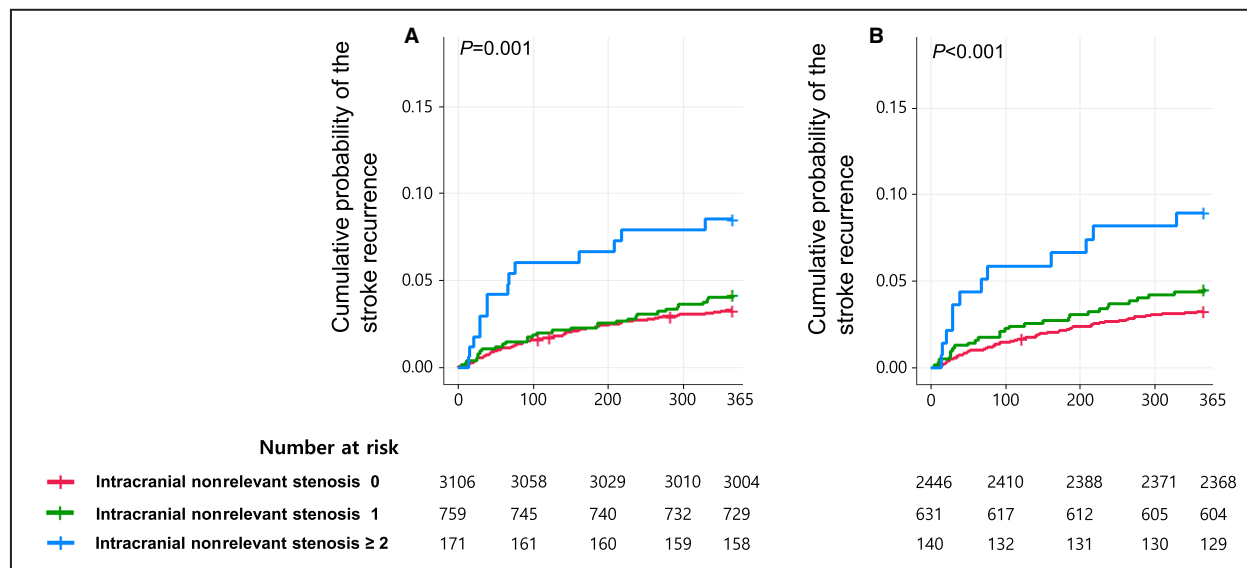 A
B
P=0.001
P<0.001
Cumulative probability of the
stroke recurrence
0.15
0.10
0.05
0.00
0 100 200 300 365
Cumulative probability of the
stroke recurrence
0.15
0.10
0.05
0.00
0 100 200 300 365
Number at risk
Intracranial nonrelevant stenosis 0 3106 3058 3029 3010 3004 2446 2410 2388 2371 2368
Intracranial nonrelevant stenosis 1 759 745 740 732 729 631 617 612 605 604
Intracranial nonrelevant stenosis ≥ 2 171 161 160 159 158 140 132 131 130 129